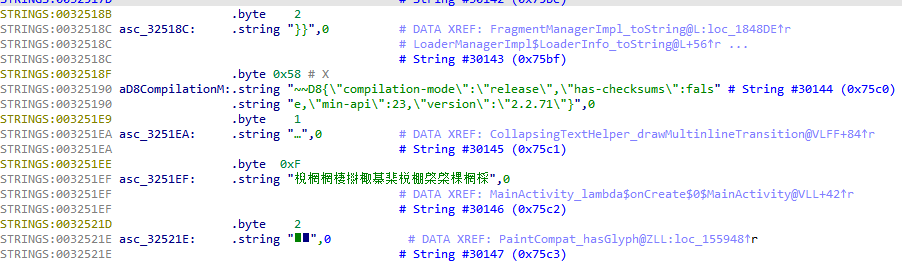 STRINGS:0032518B .byte 2
STRINGS:0032518C asc_32518C: .string "}}",0 # DATA XREF: FragmentManagerImpl_toString@L:loc_1848DE↑r
STRINGS:0032518C # LoaderManagerImpl$LoaderInfo_toString@L+56↑r ...
STRINGS:0032518C # String #30143 (0x75bf)
STRINGS:0032518F .byte 0x58 # X
STRINGS:00325190 aD8CompilationM:.string "~~D8{\"compilation-mode\":\"release\",\"has-checksums\":fals" # String #30144 (0x75c0)
STRINGS:00325190 .string "e,\"min-api\":23,\"version\":\"2.2.71\"}",0
STRINGS:003251E9 .byte 1
STRINGS:003251EA asc_3251EA: .string "…",0 # DATA XREF: CollapsingTextHelper_drawMultinlineTransition@VLFF+84↑r
STRINGS:003251EA # String #30145 (0x75c1)
STRINGS:003251EE .byte 0xF
STRINGS:003251EF asc_3251EF: .string "",0
STRINGS:003251EF # DATA XREF: MainActivity_lambda$onCreate$0$MainActivity@VLL+42↑r
STRINGS:003251EF # String #30146 (0x75c2)
STRINGS:0032521D .byte 2
STRINGS:0032521E asc_32521E: .string "",0 # DATA XREF: PaintCompat_hasGlyph@ZLL:loc_155948↑r
STRINGS:0032521E # String #30147 (0x75c3)